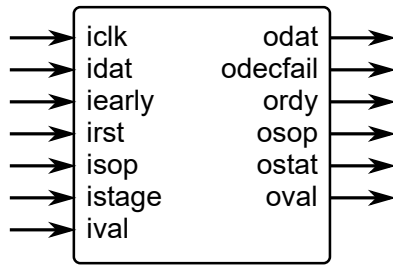 iclk odat
idat odecfail
iearly ordy
irst osop
isop ostat
istage oval
ival